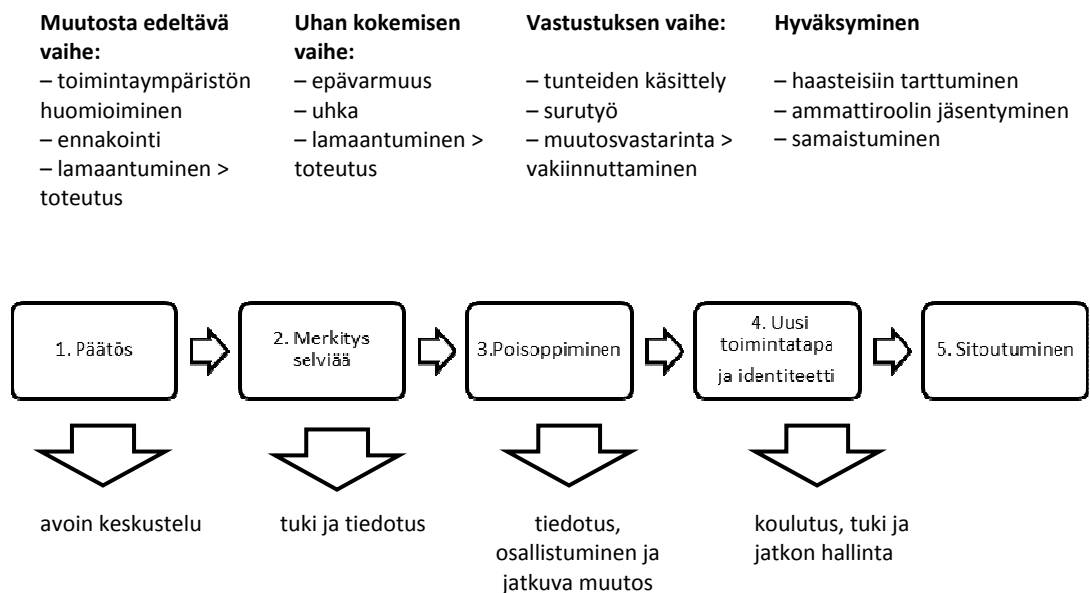 Muutosta edeltävä
vaihe:
– toimintaympäristön
huomioiminen
– ennakointi
– lamaantuminen >
toteutus
Uhan kokemisen
vaihe:
– epävarmuus
– uhka
– lamaantuminen >
toteutus
Vastustuksen vaihe:
– tunteiden käsittely
– surutyö
– muutosvastarinta >
vakiinnuttaminen
Hyväksyminen
– haasteisiin tarttuminen
– ammattiroolin jäsentyminen
– samaistuminen
1. Päätös
2. Merkitys
selviää
3.Poisoppiminen
4. Uusi
toimintatapa
ja identiteetti
5. Sitoutuminen
avoin keskustelu
tuki ja tiedotus
tiedotus,
osallistuminen ja
jatkuva muutos
koulutus, tuki ja
jatkon hallinta